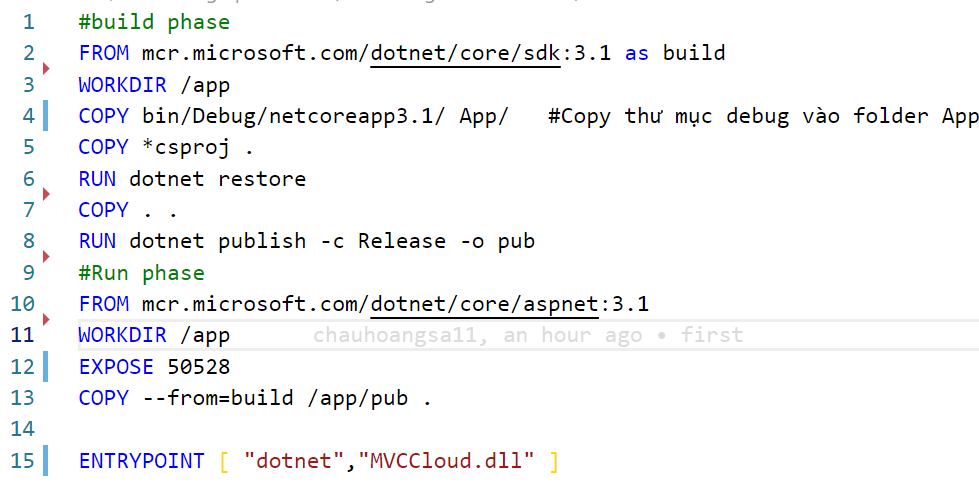 1 #build phase
2 FROM mcr.microsoft.com/dotnet/core/sdk:3.1 as build
3 WORKDIR /app
4 COPY bin/Debug/netcoreapp3.1/ App/ #Copy thư mục debug vào folder App
5 COPY *csproj .
6 RUN dotnet restore
7 COPY . .
8 RUN dotnet publish -c Release -o pub
9 #Run phase
10 FROM mcr.microsoft.com/dotnet/core/aspnet:3.1
11 WORKDIR /app chauhoangsa11, an hour ago • first
12 EXPOSE 50528
13 COPY --from=build /app/pub .
14
15 ENTRYPOINT [ "dotnet","MVCCloud.dll" ]